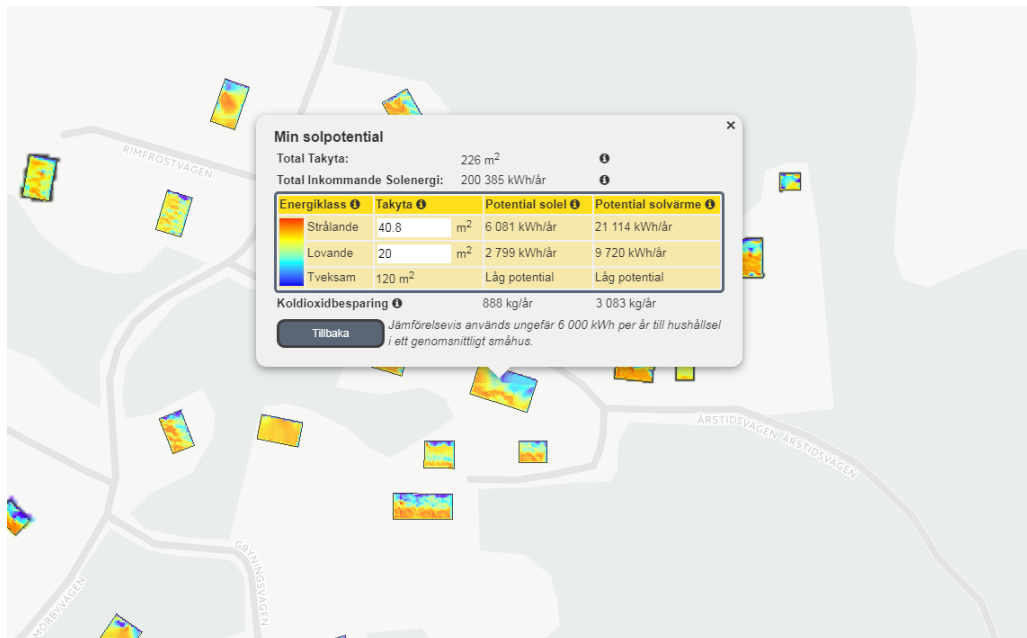 RIMFROSTVÄGEN
Min solpotential
×
Total Takyta: 226 m²
Total Inkommande Solenergi: 200 385 kWh/år
Energiklass Takyta Potential solel Potential solvärme
Strålande 40.8 m² 6 081 kWh/år 21 114 kWh/år
Lovande 20 m² 2 799 kWh/år 9 720 kWh/år
Tveksam 120 m² Låg potential Låg potential
Koldioxidbesparing 888 kg/år 3 083 kg/år
Tillbaka
Jämförelsevis används ungefär 6 000 kWh per år till hushållsel
i ett genomsnittligt småhus.
ÅRSTIDSVÄGEN ÅRSTIDSVÄGEN
GRYNINGSVÄGEN
MÖRBYVÄGEN